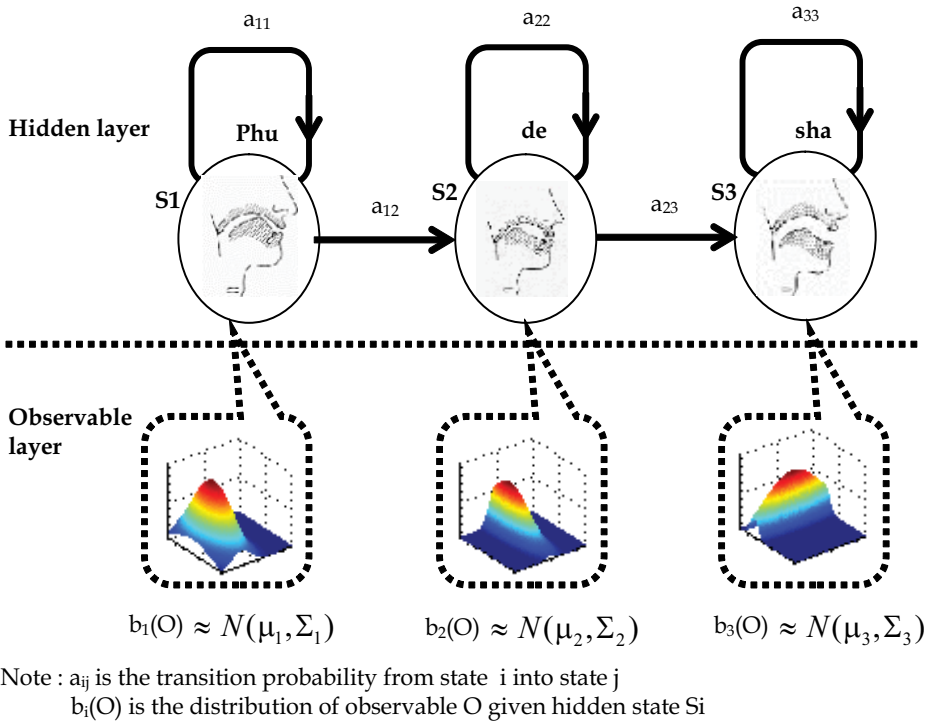 a₁₁ a₂₂ a₃₃
Hidden layer
Phu de sha
S1 S2 S3
a₁₂ a₂₃
Observable
layer
b₁(O) ≈ N(μ₁,Σ₁) b₂(O) ≈ N(μ₂,Σ₂) b₃(O) ≈ N(μ₃,Σ₃)
Note : aᵢⱼ is the transition probability from state i into state j
bᵢ(O) is the distribution of observable O given hidden state Si